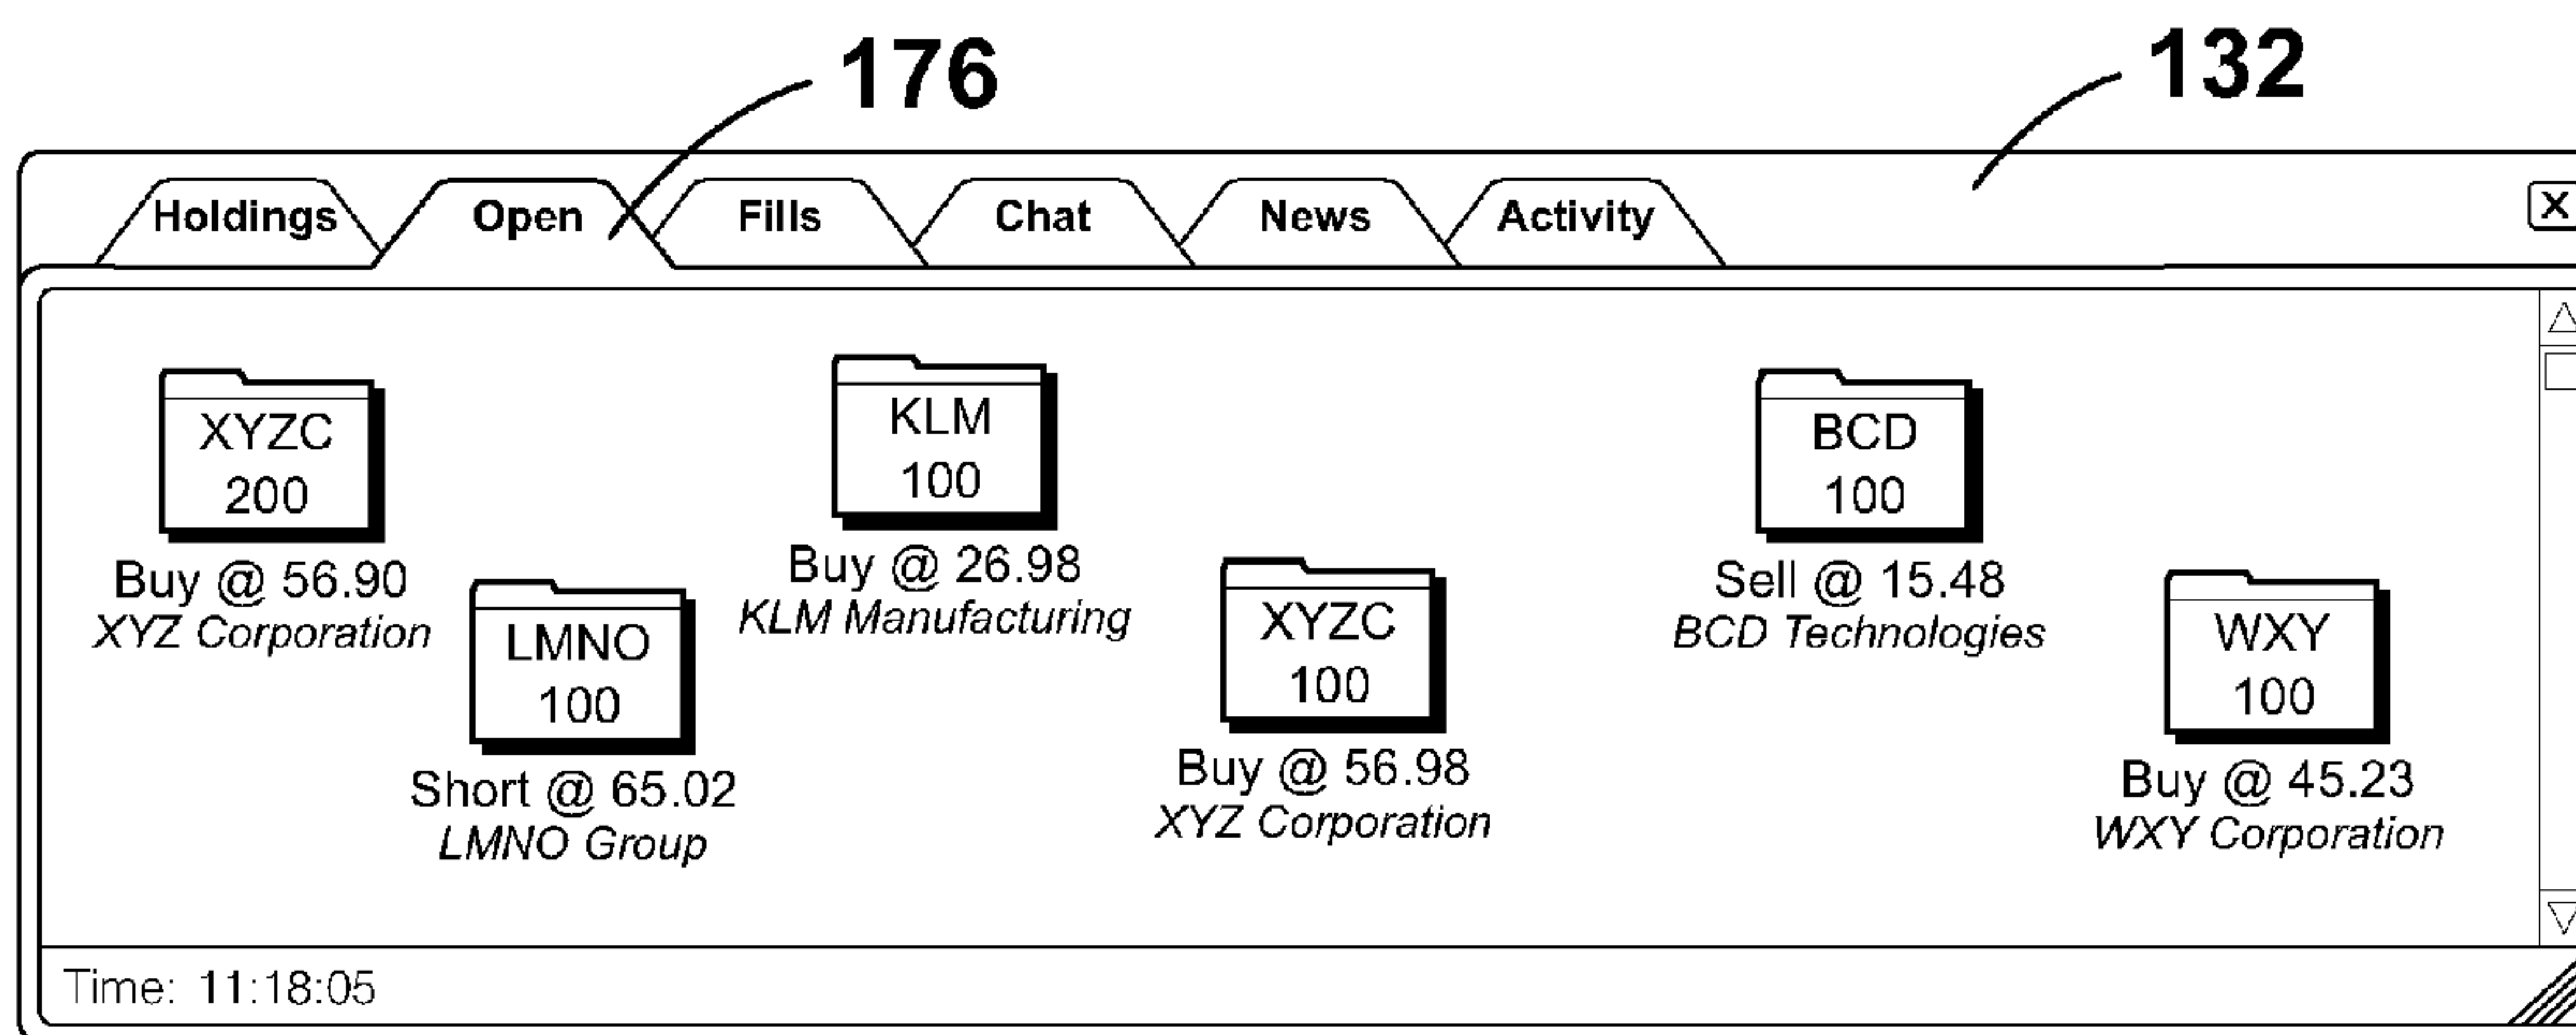 176
132
Holdings Open Fills Chat News Activity
X
XYZC
200
Buy @ 56.90
XYZ Corporation
LMNO
100
Short @ 65.02
LMNO Group
KLM
100
Buy @ 26.98
KLM Manufacturing
XYZC
100
Buy @ 56.98
XYZ Corporation
BCD
100
Sell @ 15.48
BCD Technologies
WXY
100
Buy @ 45.23
WXY Corporation
Time: 11:18:05